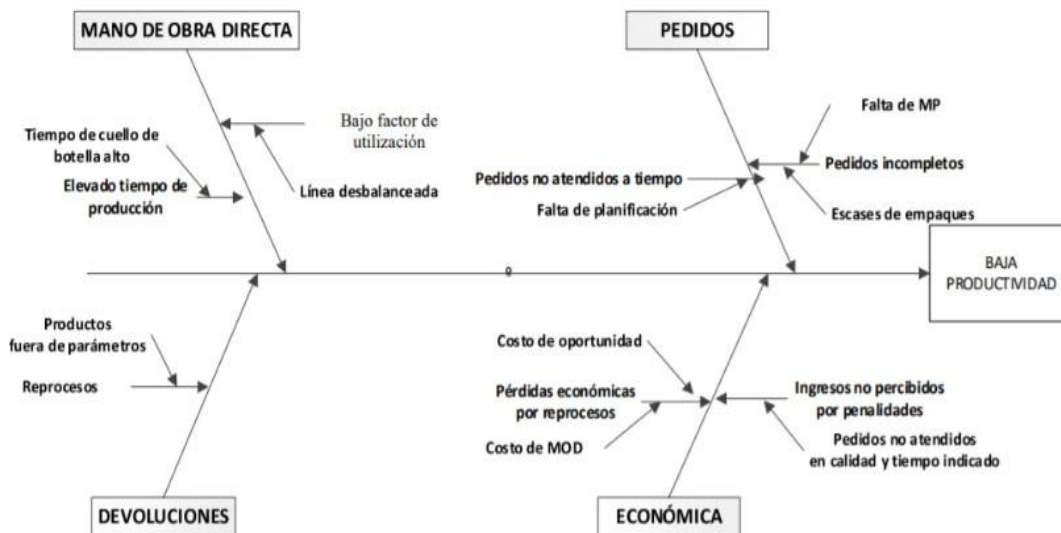 MANO DE OBRA DIRECTA
PEDIDOS
Bajo factor de
utilización
Tiempo de cuello de
botella alto
Elevado tiempo de
producción
Línea desbalanceada
Falta de MP
Pedidos incompletos
Pedidos no atendidos a tiempo
Falta de planificación
Escases de empaques
BAJA
PRODUCTIVIDAD
Productos
fuera de parámetros
Reprocesos
Costo de oportunidad
Pérdidas económicas
por reprocesos
Costo de MOD
Ingresos no percibidos
por penalidades
Pedidos no atendidos
en calidad y tiempo indicado
DEVOLUCIONES
ECONÓMICA